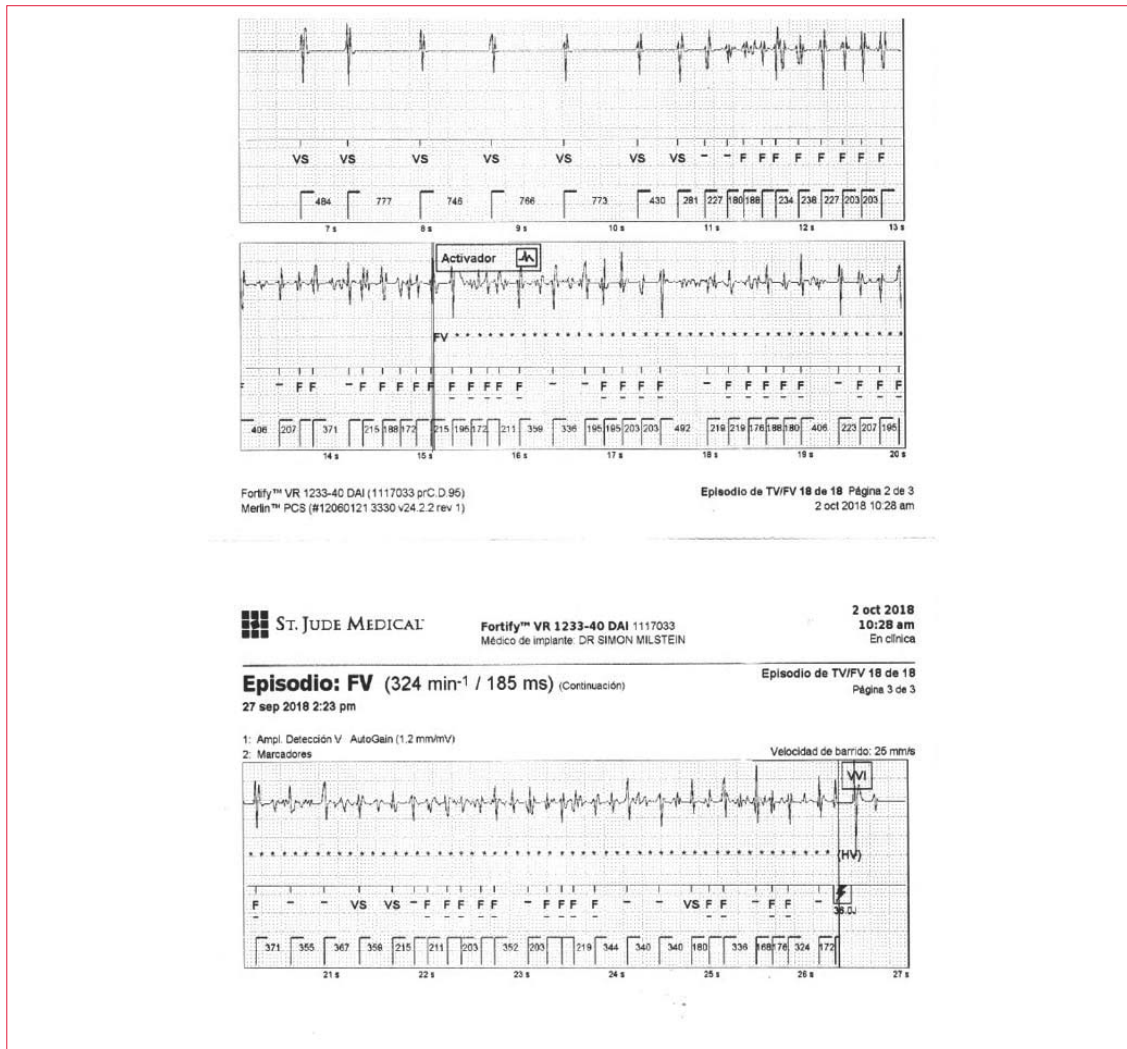 VS VS VS VS VS VS VS - - F F F F F F F F
484 777 746 766 773 430 281 227 180 188 234 238 227 203 203
7 s 8 s 9 s 10 s 11 s 12 s 13 s
Activador
FV * * * * * * * * * * * * * * * * * * * * * * * *
F - F F - F F F F F F F F F F - - F F F F - F F F F F - F F F
406 207 371 215 188 172 215 195 172 211 359 336 195 195 203 203 492 219 219 176 188 180 406 223 207 195
14 s 15 s 16 s 17 s 18 s 19 s 20 s
Fortify™ VR 1233-40 DAI (1117033 prC.D.95)
Episodio de TV/FV 18 de 18 Página 2 de 3
Merlin™ PCS (#12060121 3330 v24.2.2 rev 1)
2 oct 2018 10:28 am
ST. JUDE MEDICAL
Fortify™ VR 1233-40 DAI 1117033
Médico de implante: DR SIMON MILSTEIN
2 oct 2018
10:28 am
En clínica
Episodio: FV (324 min-1 / 185 ms) (Continuación)
27 sep 2018 2:23 pm
Episodio de TV/FV 18 de 18
Página 3 de 3
1: Ampl. Detección V AutoGain (1,2 mm/mV)
2: Marcadores
Velocidad de barrido: 25 mm/s
VVI
(HV)
F - - VS VS - F F F F F - F F F F - - VS F F - F F -
36.0J
371 355 367 359 215 211 203 352 203 219 344 340 340 180 336 168 176 324 172
21 s 22 s 23 s 24 s 25 s 26 s 27 s